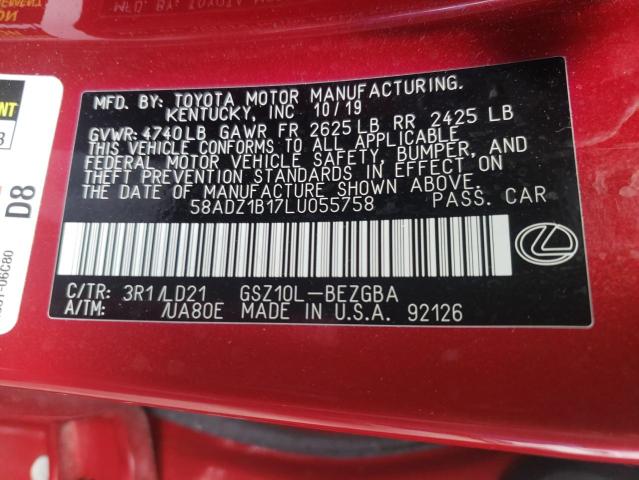 MFD. BY: TOYOTA MOTOR MANUFACTURING.
KENTUCKY, INC 10/19
GVWR: 4740LB GAWR FR 2625LB RR 2425 LB
THIS VEHICLE CONFORMS TO ALL APPLICABLE
FEDERAL MOTOR VEHICLE SAFETY, BUMPER, AND
THEFT PREVENTION STANDARDS IN EFFECT ON
THE DATE OF MANUFACTURE SHOWN ABOVE.
58ADZ1B17LU055758 PASS. CAR
C/TR: 3R1/LD21 GSZ10L-BEZGBA
A/TM: /UA80E MADE IN U.S.A. 92126
D8